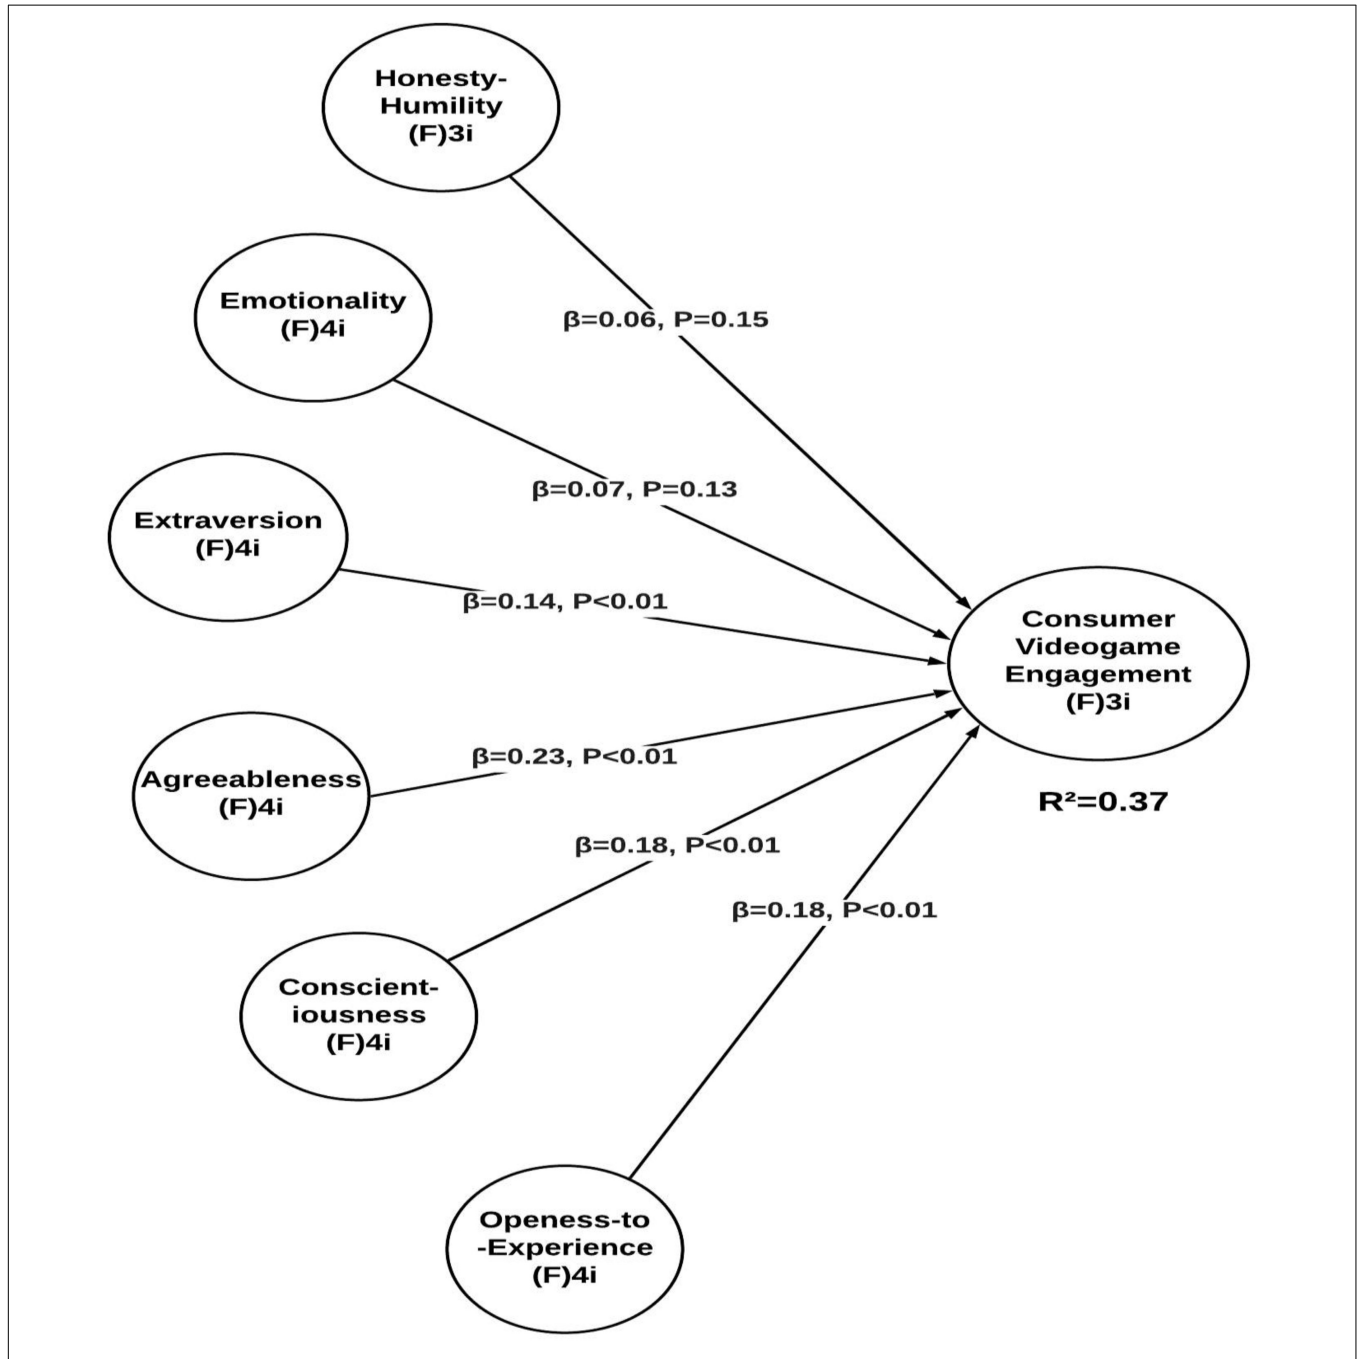 Honesty-
Humility
(F)3i
Emotionality
(F)4i
β=0.06, P=0.15
β=0.07, P=0.13
Extraversion
(F)4i
β=0.14, P<0.01
Consumer
Videogame
Engagement
(F)3i
R²=0.37
Agreeableness
(F)4i
β=0.23, P<0.01
β=0.18, P<0.01
β=0.18, P<0.01
Conscient-
iousness
(F)4i
Openess-to
-Experience
(F)4i